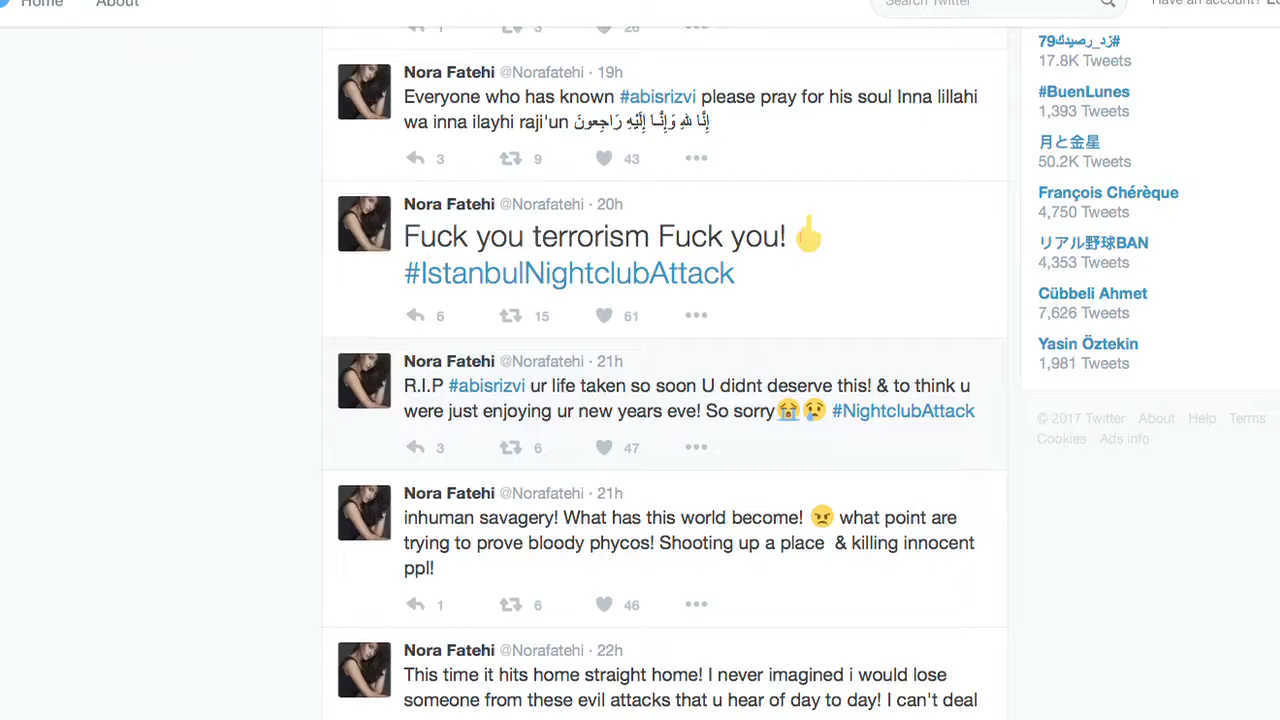 Home About Search Twitter Have an account?
1 3 26
Nora Fatehi @Norafatehi · 19h
Everyone who has known #abisrizvi please pray for his soul Inna lillahi
wa inna ilayhi raji'un إِنَّا لِلّهِ وَإِنَّـا إِلَيْهِ رَاجِعونَ
3 9 43
Nora Fatehi @Norafatehi · 20h
Fuck you terrorism Fuck you! 🖕
#IstanbulNightclubAttack
6 15 61
Nora Fatehi @Norafatehi · 21h
R.I.P #abisrizvi ur life taken so soon U didnt deserve this! & to think u
were just enjoying ur new years eve! So sorry😭😢 #NightclubAttack
3 6 47
Nora Fatehi @Norafatehi · 21h
inhuman savagery! What has this world become! 😠 what point are
trying to prove bloody phycos! Shooting up a place & killing innocent
ppl!
1 6 46
Nora Fatehi @Norafatehi · 22h
This time it hits home straight home! I never imagined i would lose
someone from these evil attacks that u hear of day to day! I can't deal
#زد_رصيدك79
17.8K Tweets
#BuenLunes
1,393 Tweets
月と金星
50.2K Tweets
François Chérèque
4,750 Tweets
リアル野球BAN
4,353 Tweets
Cübbeli Ahmet
7,626 Tweets
Yasin Öztekin
1,981 Tweets
© 2017 Twitter About Help Terms
Cookies Ads info